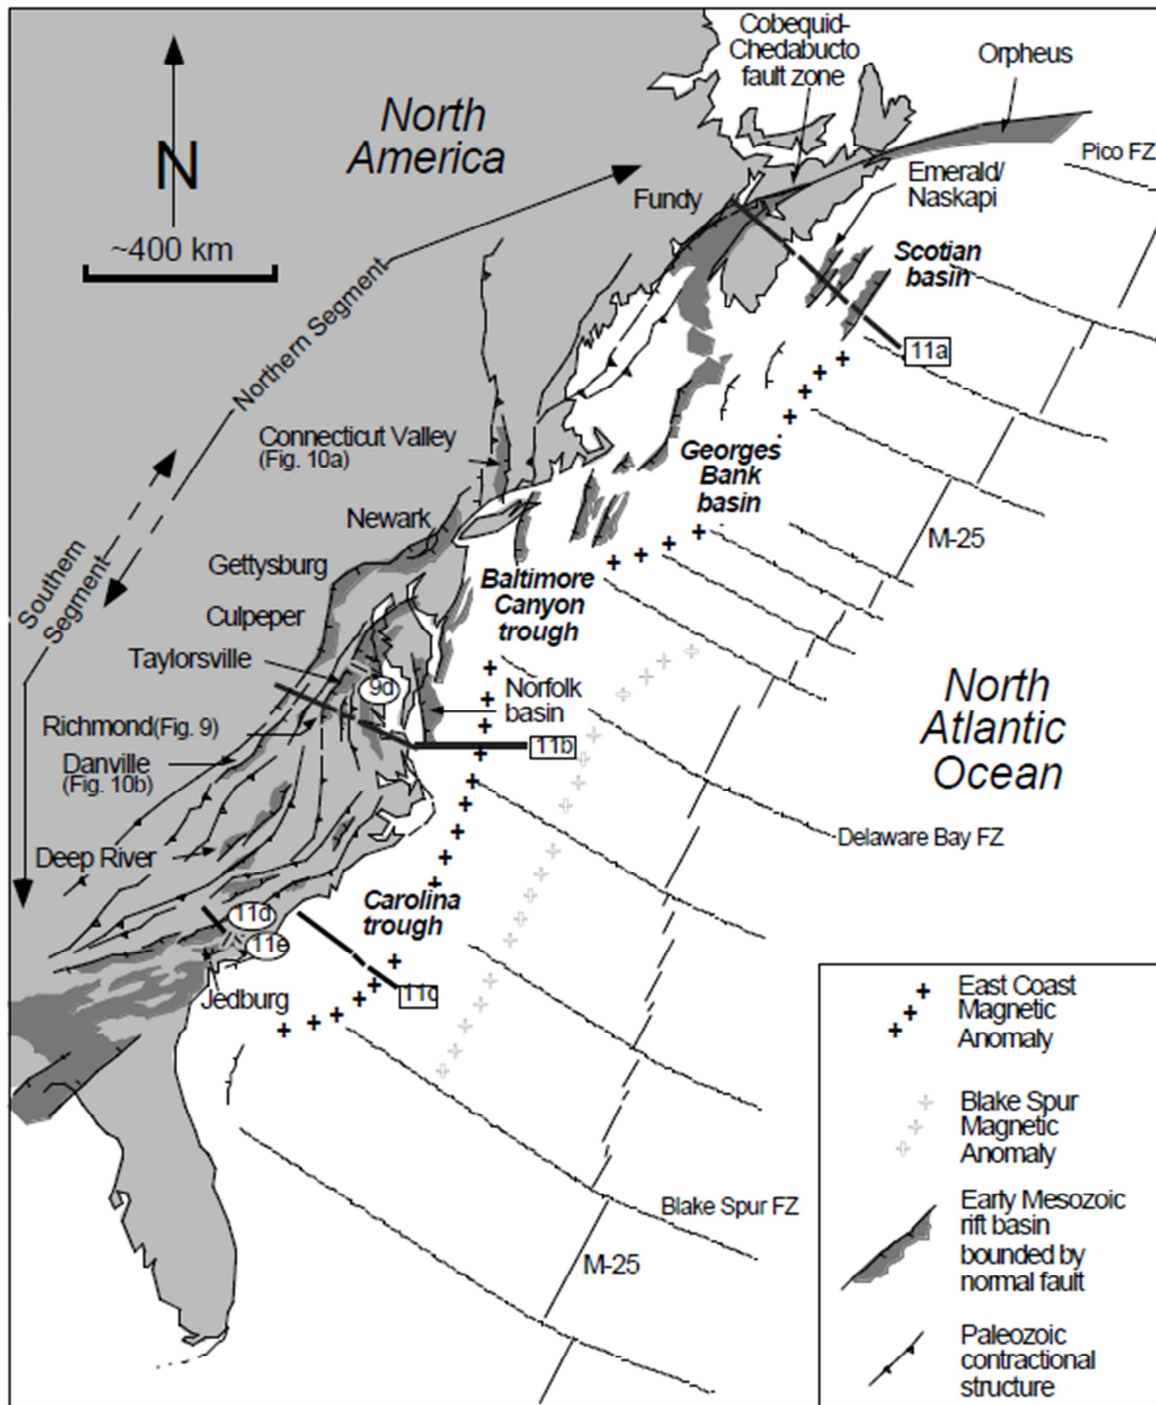 Cobequid-
Chedabucto
fault zone
Orpheus
North
America
N
~400 km
Pico FZ
Emerald/
Naskapi
Fundy
Scotian
basin
11a
Northern Segment
Connecticut Valley
(Fig. 10a)
Georges
Bank
basin
Newark
M-25
Southern
Segment
Gettysburg
Baltimore
Canyon
trough
Culpeper
Taylorsville
9d
Norfolk
basin
North
Atlantic
Ocean
Richmond(Fig. 9)
11b
Danville
(Fig. 10b)
Delaware Bay FZ
Deep River
Carolina
trough
11d
11e
Jedburg
11c
East Coast
Magnetic
Anomaly
Blake Spur
Magnetic
Anomaly
Blake Spur FZ
M-25
Early Mesozoic
rift basin
bounded by
normal fault
Paleozoic
contractional
structure